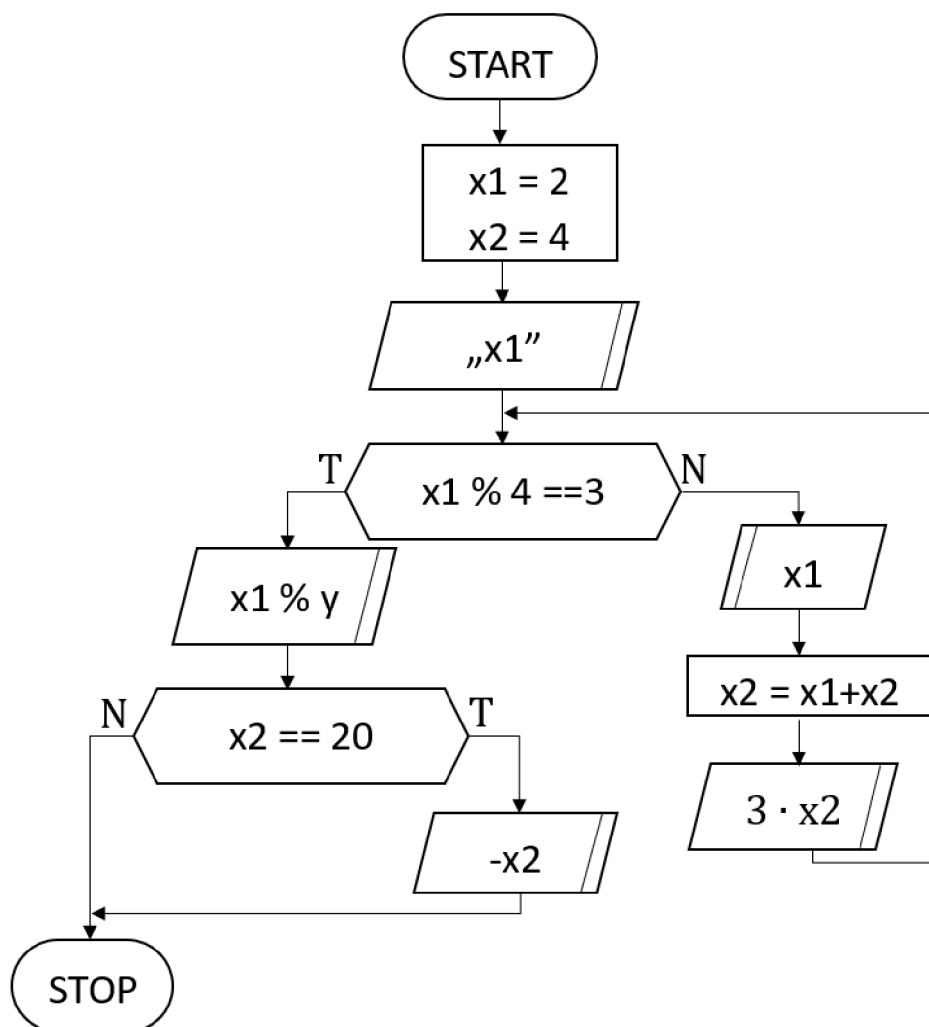 START
x1 = 2
x2 = 4
„x1”
T
x1 % 4 ==3
N
x1 % y
x1
x2 = x1+x2
N
x2 == 20
T
3 · x2
-x2
STOP